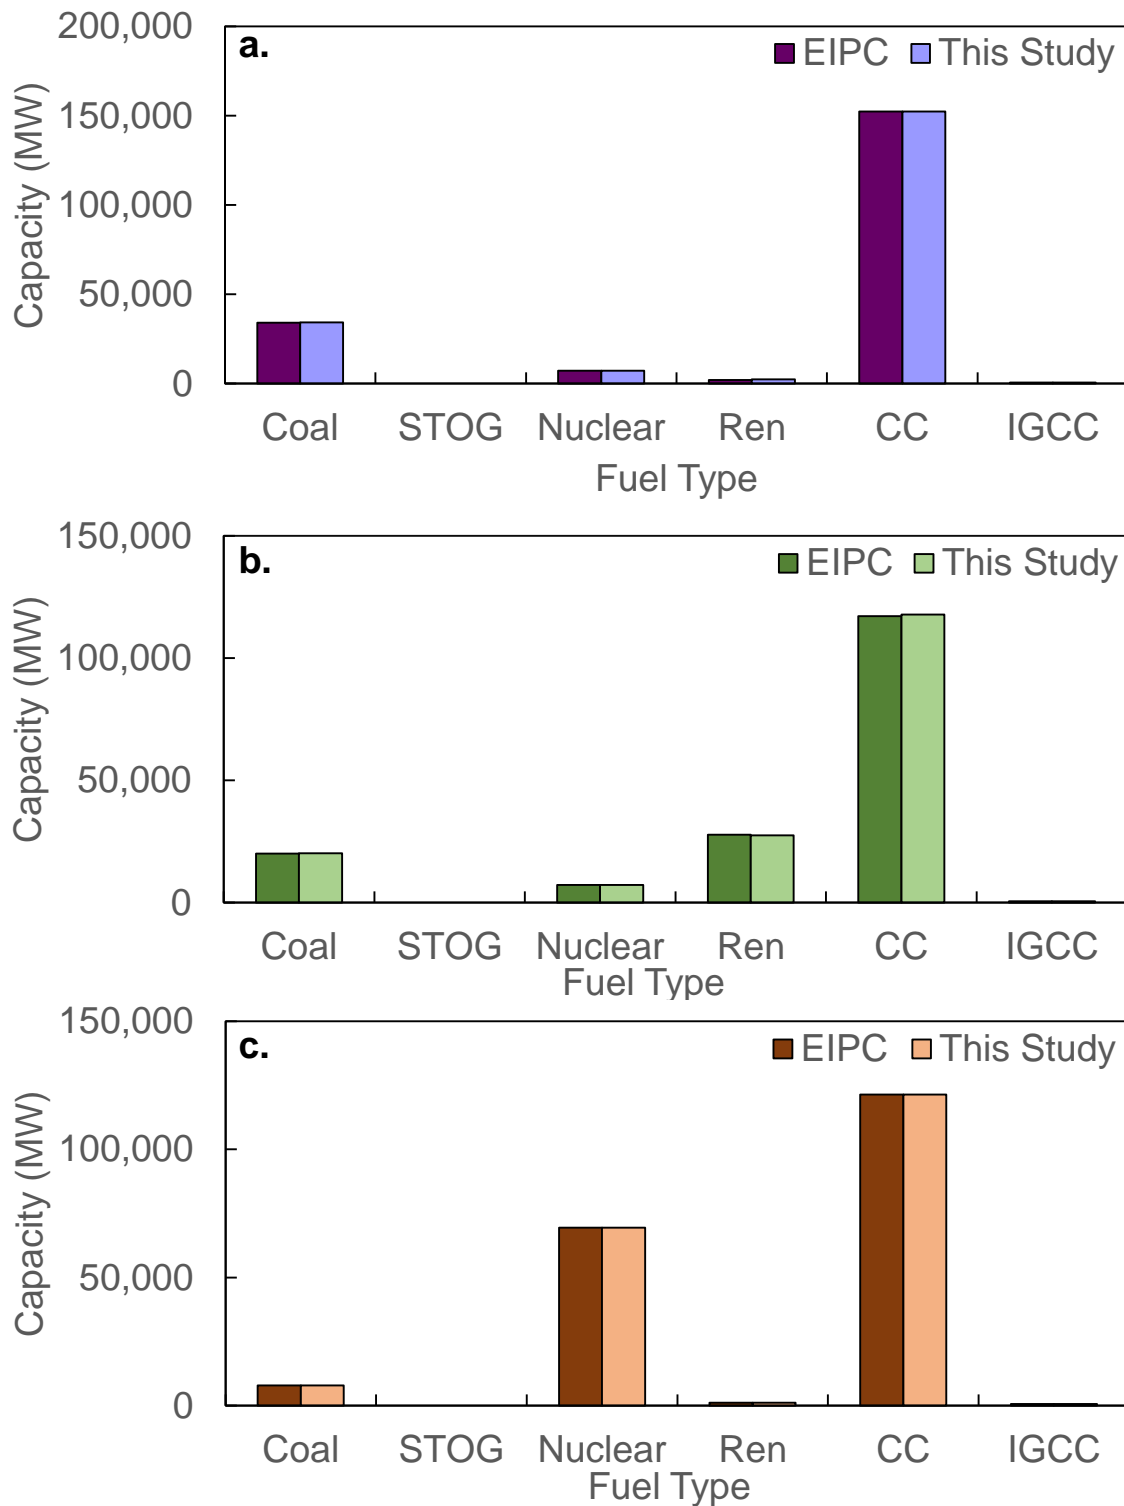 a.
EIPC This Study
200,000
150,000
100,000
50,000
0
Capacity (MW)
Coal STOG Nuclear Ren CC IGCC
Fuel Type
b.
EIPC This Study
150,000
100,000
50,000
0
Capacity (MW)
Coal STOG Nuclear Ren CC IGCC
Fuel Type
c.
EIPC This Study
150,000
100,000
50,000
0
Capacity (MW)
Coal STOG Nuclear Ren CC IGCC
Fuel Type